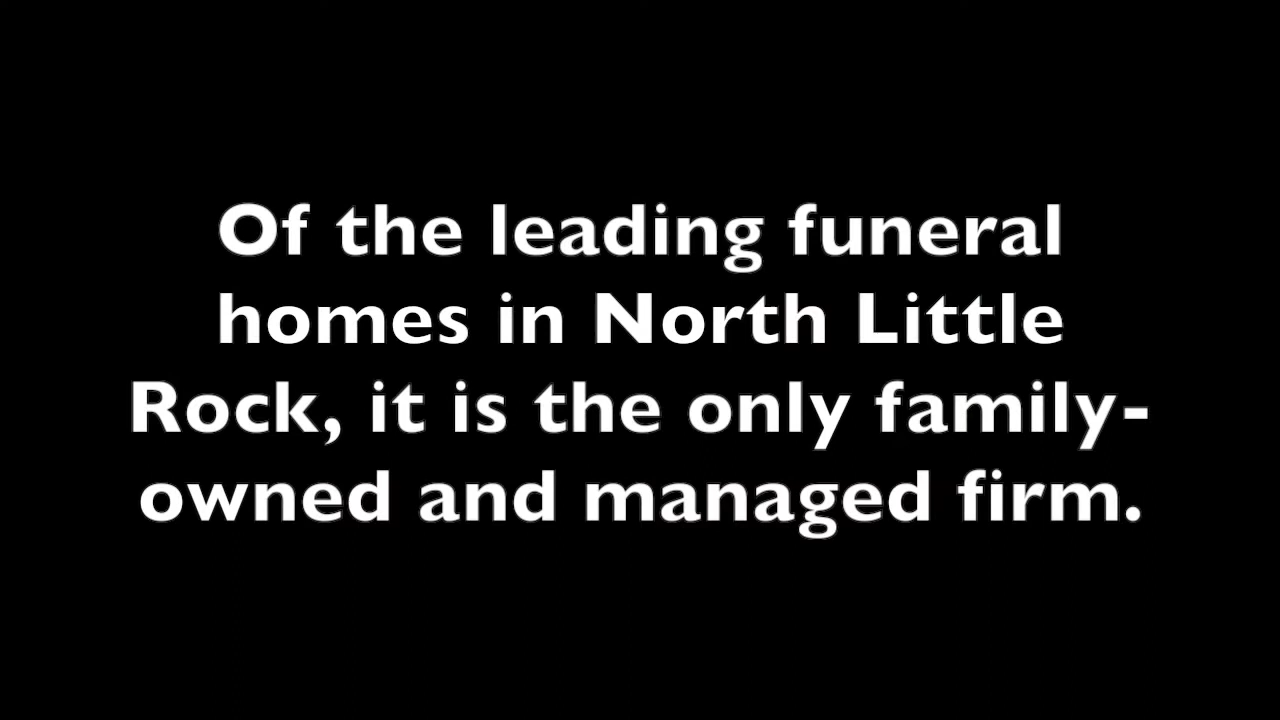 Of the leading funeral
homes in North Little
Rock, it is the only family-
owned and managed firm.